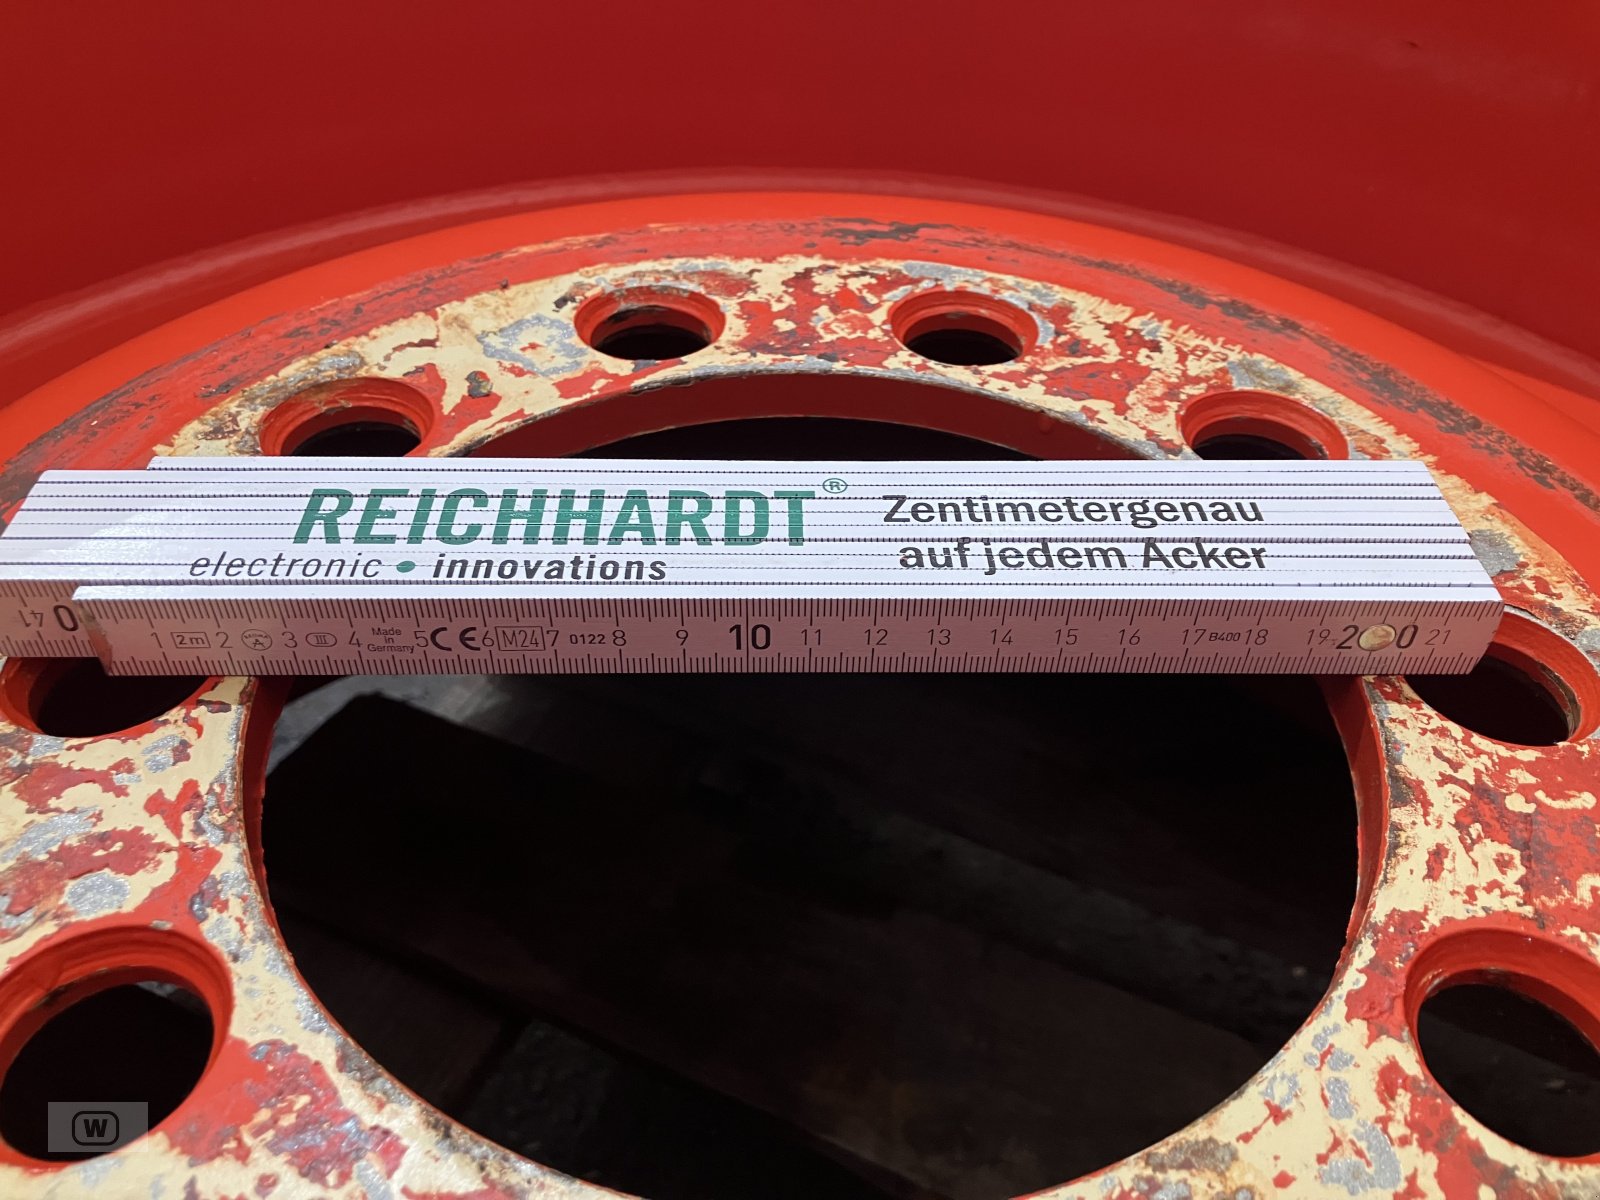 REICHHARDT®
electronic • innovations
Zentimetergenau
auf jedem Acker
41 0
1 2m 2 3 III 4 Made in Germany 5 CE 6 M24 7 0122 8 9 10 11 12 13 14 15 16 17 B400 18 19 20 21
W